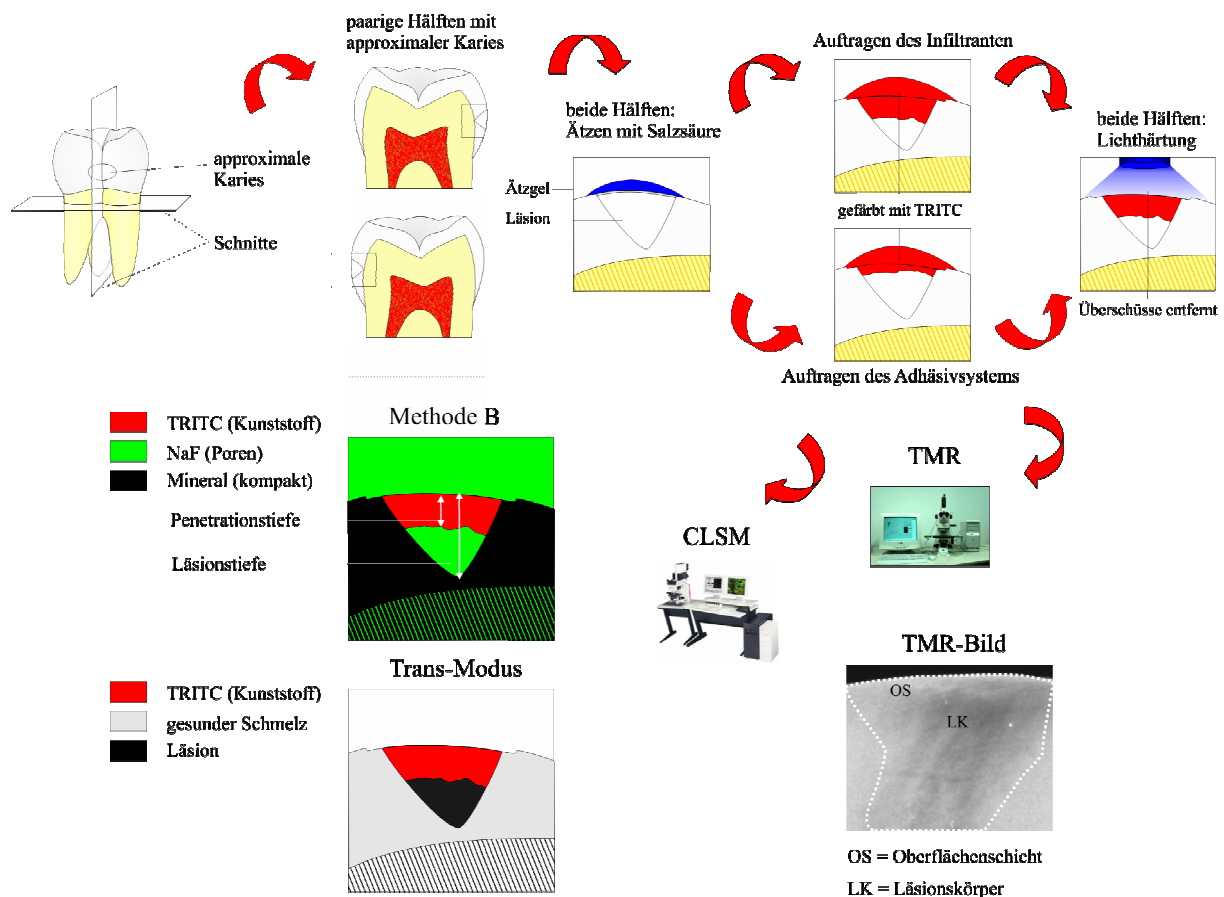 paarige Hälften mit
approximaler Karies
approximale
Karies
Schnitte
beide Hälften:
Ätzen mit Salzsäure
Ätzgel
Läsion
Auftragen des Infiltranten
gefärbt mit TRITC
Auftragen des Adhäsivsystems
beide Hälften:
Lichthärtung
Überschüsse entfernt
Methode B
TRITC (Kunststoff)
NaF (Poren)
Mineral (kompakt)
Penetrationstiefe
Läsionstiefe
Trans-Modus
TRITC (Kunststoff)
gesunder Schmelz
Läsion
CLSM
TMR
TMR-Bild
OS
LK
OS = Oberflächenschicht
LK = Läsionskörper